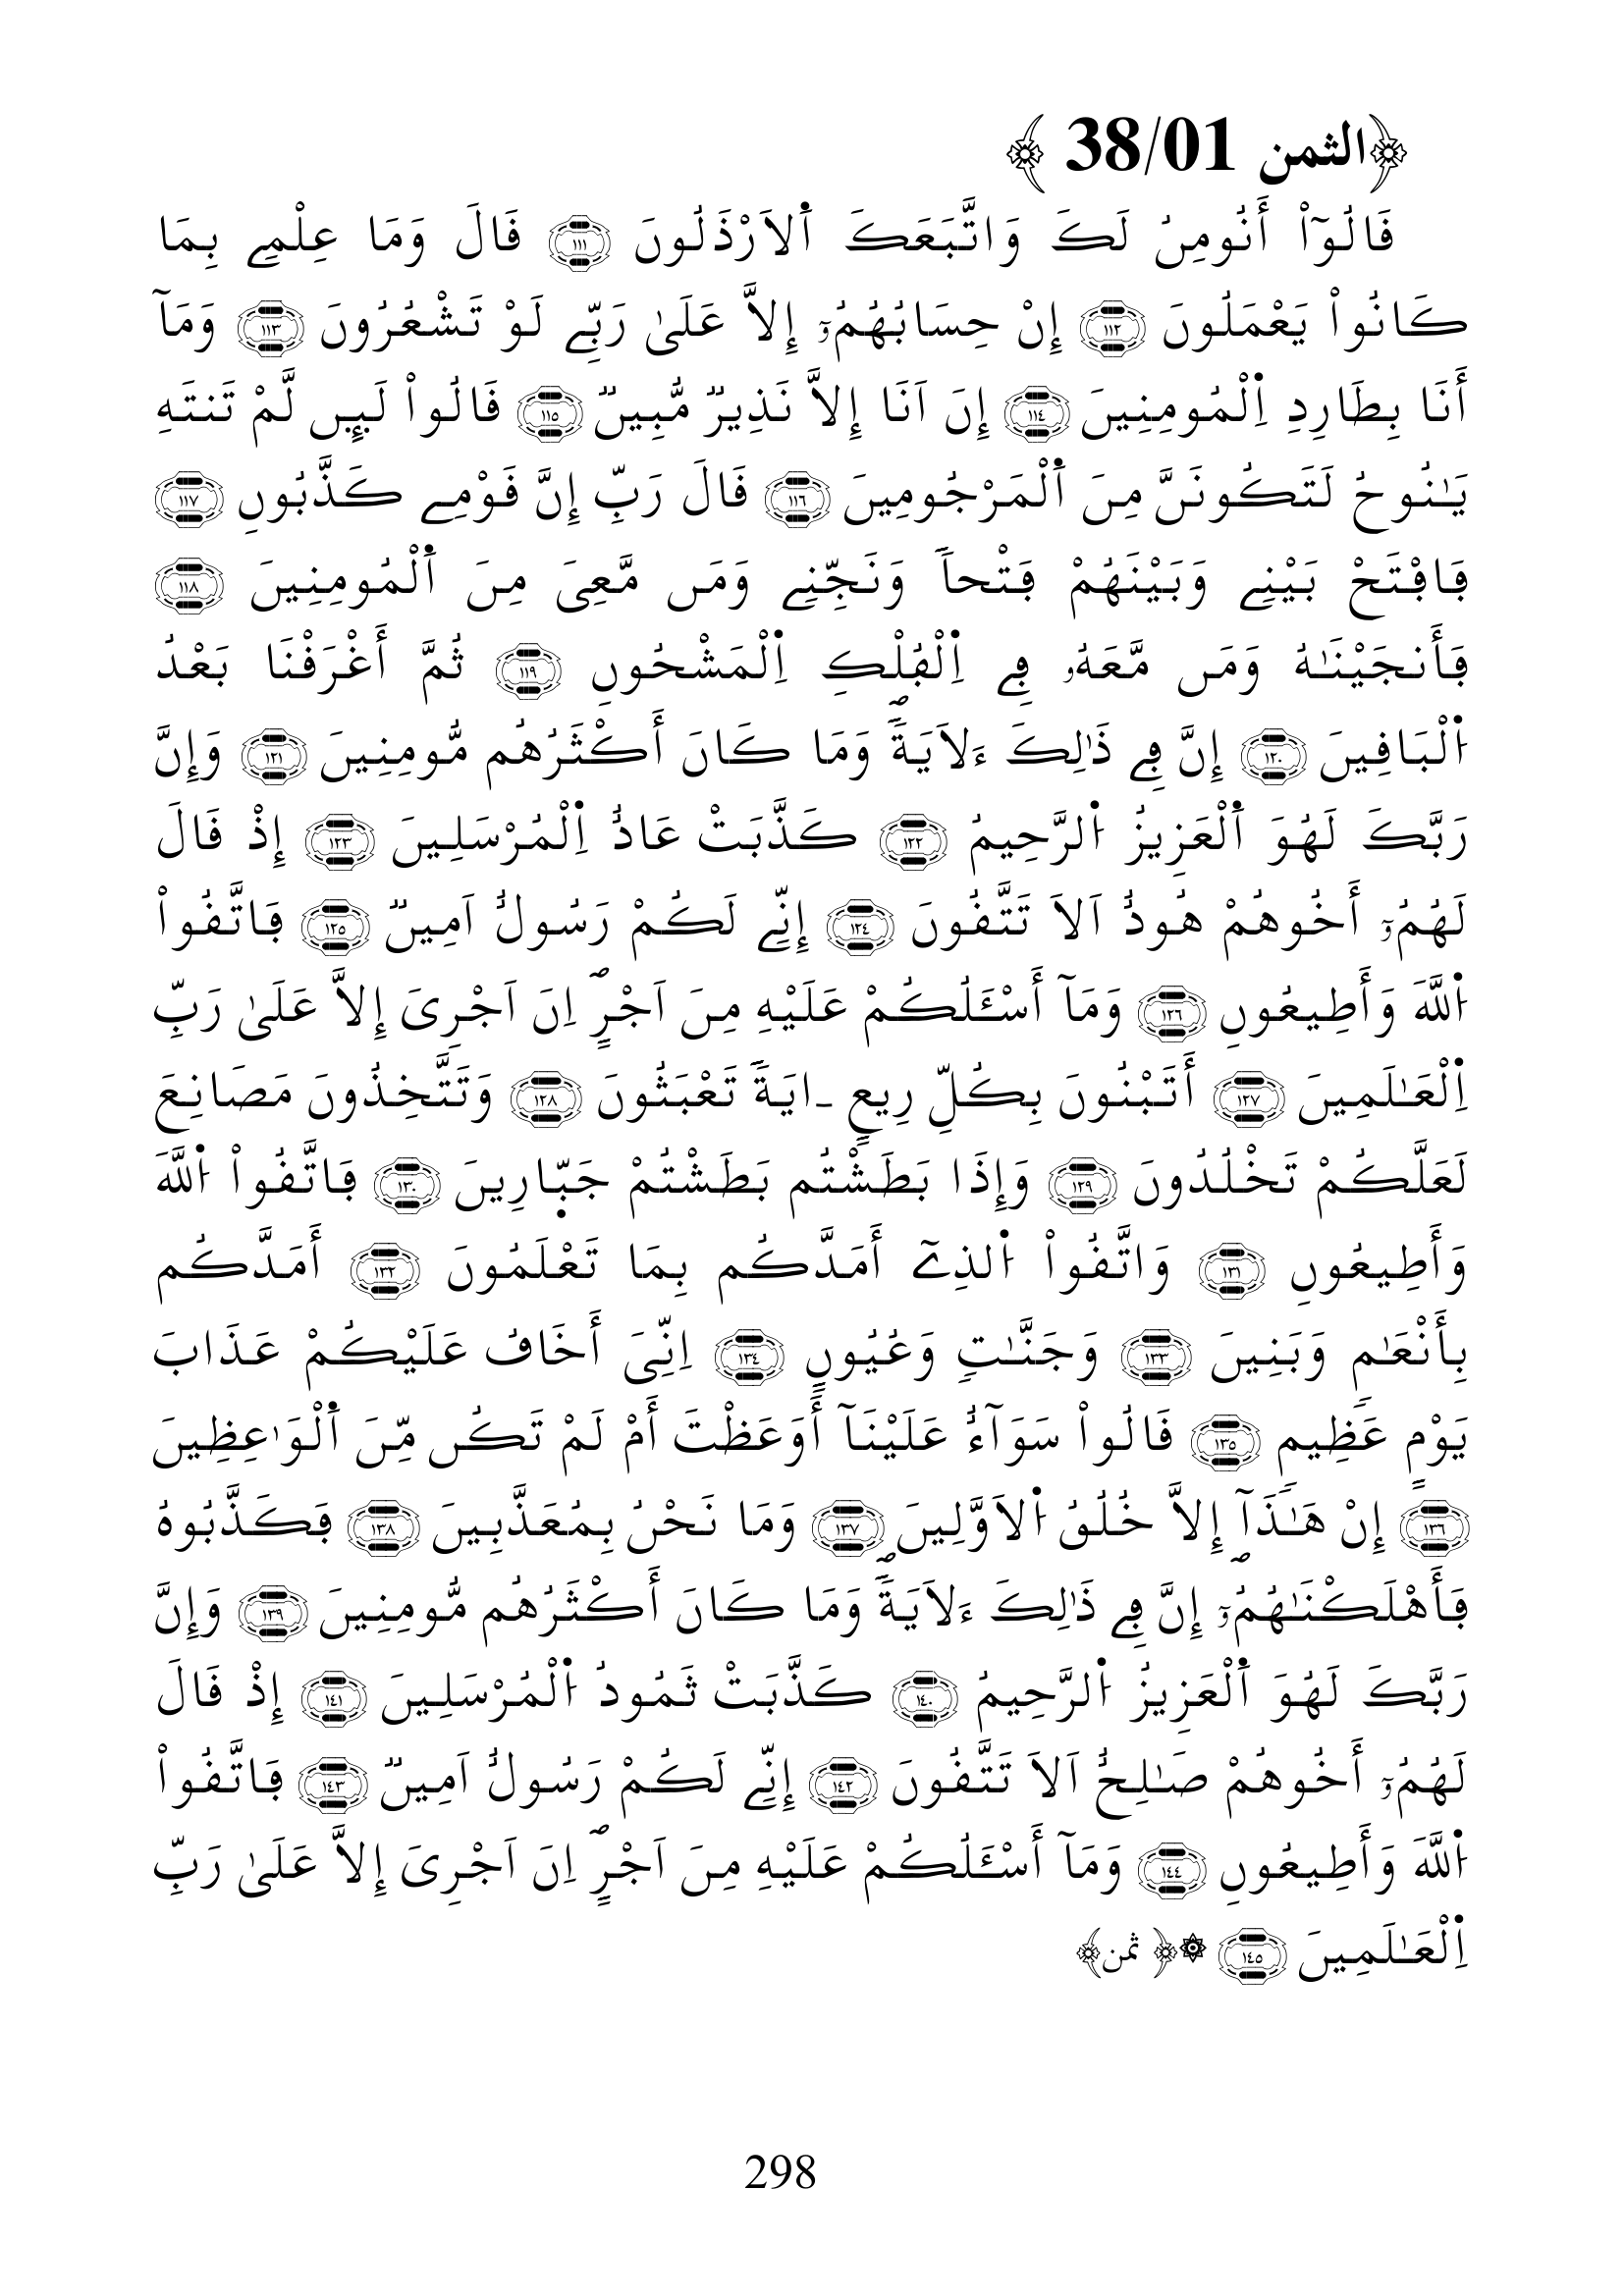 ﴿الثمن 38/01 ﴾
فَالُوٓاْ أَنُومِنُ لَكَ وَاتَّبَعَكَ اَ۬لَارْذَلُونَ ١١١ فَالَ وَمَا عِلْمِے بِمَا
كَانُواْ يَعْمَلُونَ ١١٢ إِنْ حِسَابُهُمُۥٓ إِلَّا عَلَىٰ رَبِّے لَوْ تَشْعُرُونَ ١١٣ وَمَآ
أَنَا بِطَارِدِ اِ۬لْمُومِنِينَ ١١٤ إِنَ اَنَا إِلَّا نَذِيرٞ مُّبِينٞ ١١٥ فَالُواْ لَئِن لَّمْ تَنتَهِ
يَٰنُوحُ لَتَكُونَنَّ مِنَ اَ۬لْمَرْجُومِينَ ١١٦ فَالَ رَبِّ إِنَّ فَوْمِے كَذَّبُونِ ١١٧
فَافْتَحْ بَيْنِے وَبَيْنَهُمْ فَتْحاٗ وَنَجِّنِے وَمَن مَّعِىَ مِنَ اَ۬لْمُومِنِينَ ١١٨
فَأَنجَيْنَٰهُ وَمَن مَّعَهُۥ فِے اِ۬لْفُلْكِ اِ۬لْمَشْحُونِ ١١٩ ثُمَّ أَغْرَفْنَا بَعْدُ
اُ۬لْبَافِينَ ١٢٠ إِنَّ فِے ذَٰلِكَ ءَلَايَةٗۖ وَمَا كَانَ أَكْثَرُهُم مُّومِنِينَ ١٢١ وَإِنَّ
رَبَّكَ لَهُوَ اَ۬لْعَزِيزُ اُ۬لرَّحِيمُ ١٢٢ كَذَّبَتْ عَادٌ اِ۬لْمُرْسَلِينَ ١٢٣ إِذْ فَالَ
لَهُمُۥٓ أَخُوهُمْ هُودٌ اَلَا تَتَّفُونَ ١٢٤ إِنِّے لَكُمْ رَسُولٌ اَمِينٞ ١٢٥ فَاتَّفُواْ
اُ۬للَّهَ وَأَطِيعُونِ ١٢٦ وَمَآ أَسْـَٔلُكُمْ عَلَيْهِ مِنَ اَجْرٍۖ اِنَ اَجْرِىَ إِلَّا عَلَىٰ رَبِّ
اِ۬لْعَٰلَمِينَ ١٢٧ أَتَبْنُونَ بِكُلِّ رِيعٍ ـايَةٗ تَعْبَثُونَ ١٢٨ وَتَتَّخِذُونَ مَصَانِعَ
لَعَلَّكُمْ تَخْلُدُونَ ١٢٩ وَإِذَا بَطَشْتُم بَطَشْتُمْ جَبّ۪ارِينَ ١٣٠ فَاتَّفُواْ اُ۬للَّهَ
وَأَطِيعُونِ ١٣١ وَاتَّفُواْ اُ۬لذِےٓ أَمَدَّكُم بِمَا تَعْلَمُونَ ١٣٢ أَمَدَّكُم
بِأَنْعَٰمٖ وَبَنِينَ ١٣٣ وَجَنَّٰتٖ وَعُيُونٍ ١٣٤ اِنِّىَ أَخَافُ عَلَيْكُمْ عَذَابَ
يَوْمٍ عَظِيمٖ ١٣٥ فَالُواْ سَوَآءٌ عَلَيْنَآ أَوَعَظْتَ أَمْ لَمْ تَكُن مِّنَ اَ۬لْوَٰعِظِينَ
١٣٦ إِنْ هَٰذَآ إِلَّا خُلُقُ اُ۬لَاوَّلِينَ ١٣٧ وَمَا نَحْنُ بِمُعَذَّبِينَ ١٣٨ فَكَذَّبُوهُ
فَأَهْلَكْنَٰهُمُۥٓۖ إِنَّ فِے ذَٰلِكَ ءَلَايَةٗۖ وَمَا كَانَ أَكْثَرُهُم مُّومِنِينَ ١٣٩ وَإِنَّ
رَبَّكَ لَهُوَ اَ۬لْعَزِيزُ اُ۬لرَّحِيمُ ١٤٠ كَذَّبَتْ ثَمُودُ اُ۬لْمُرْسَلِينَ ١٤١ إِذْ فَالَ
لَهُمُۥٓ أَخُوهُمْ صَٰلِحٌ اَلَا تَتَّفُونَ ١٤٢ إِنِّے لَكُمْ رَسُولٌ اَمِينٞ ١٤٣ فَاتَّفُواْ
اُ۬للَّهَ وَأَطِيعُونِ ١٤٤ وَمَآ أَسْـَٔلُكُمْ عَلَيْهِ مِنَ اَجْرٍۖ اِنَ اَجْرِىَ إِلَّا عَلَىٰ رَبِّ
اِ۬لْعَٰلَمِينَ ١٤٥ ۞﴿ ثمن﴾
298